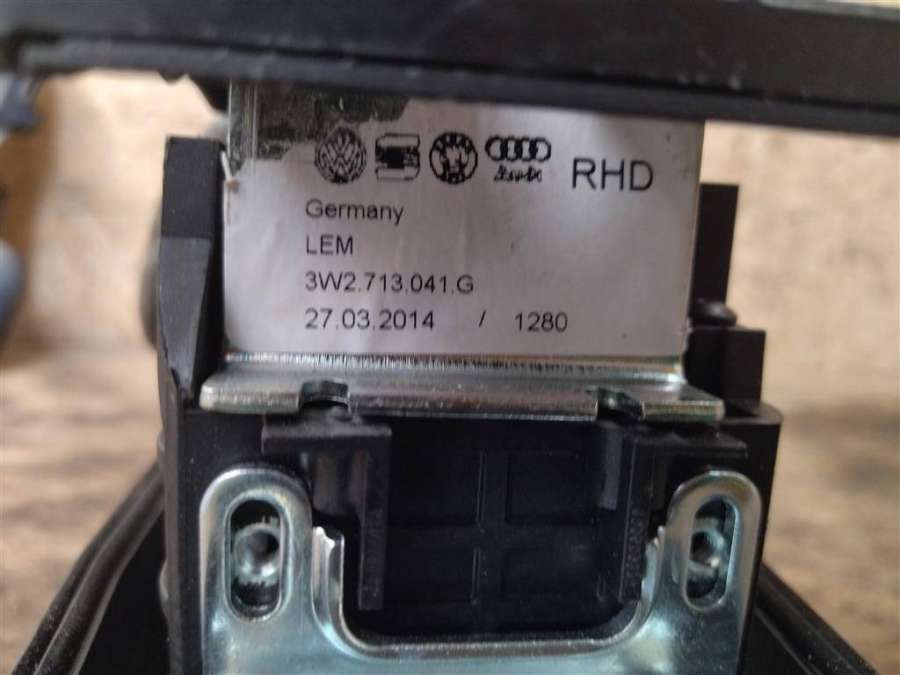 RHD
Germany
LEM
3W2.713.041.G
27.03.2014 / 1280